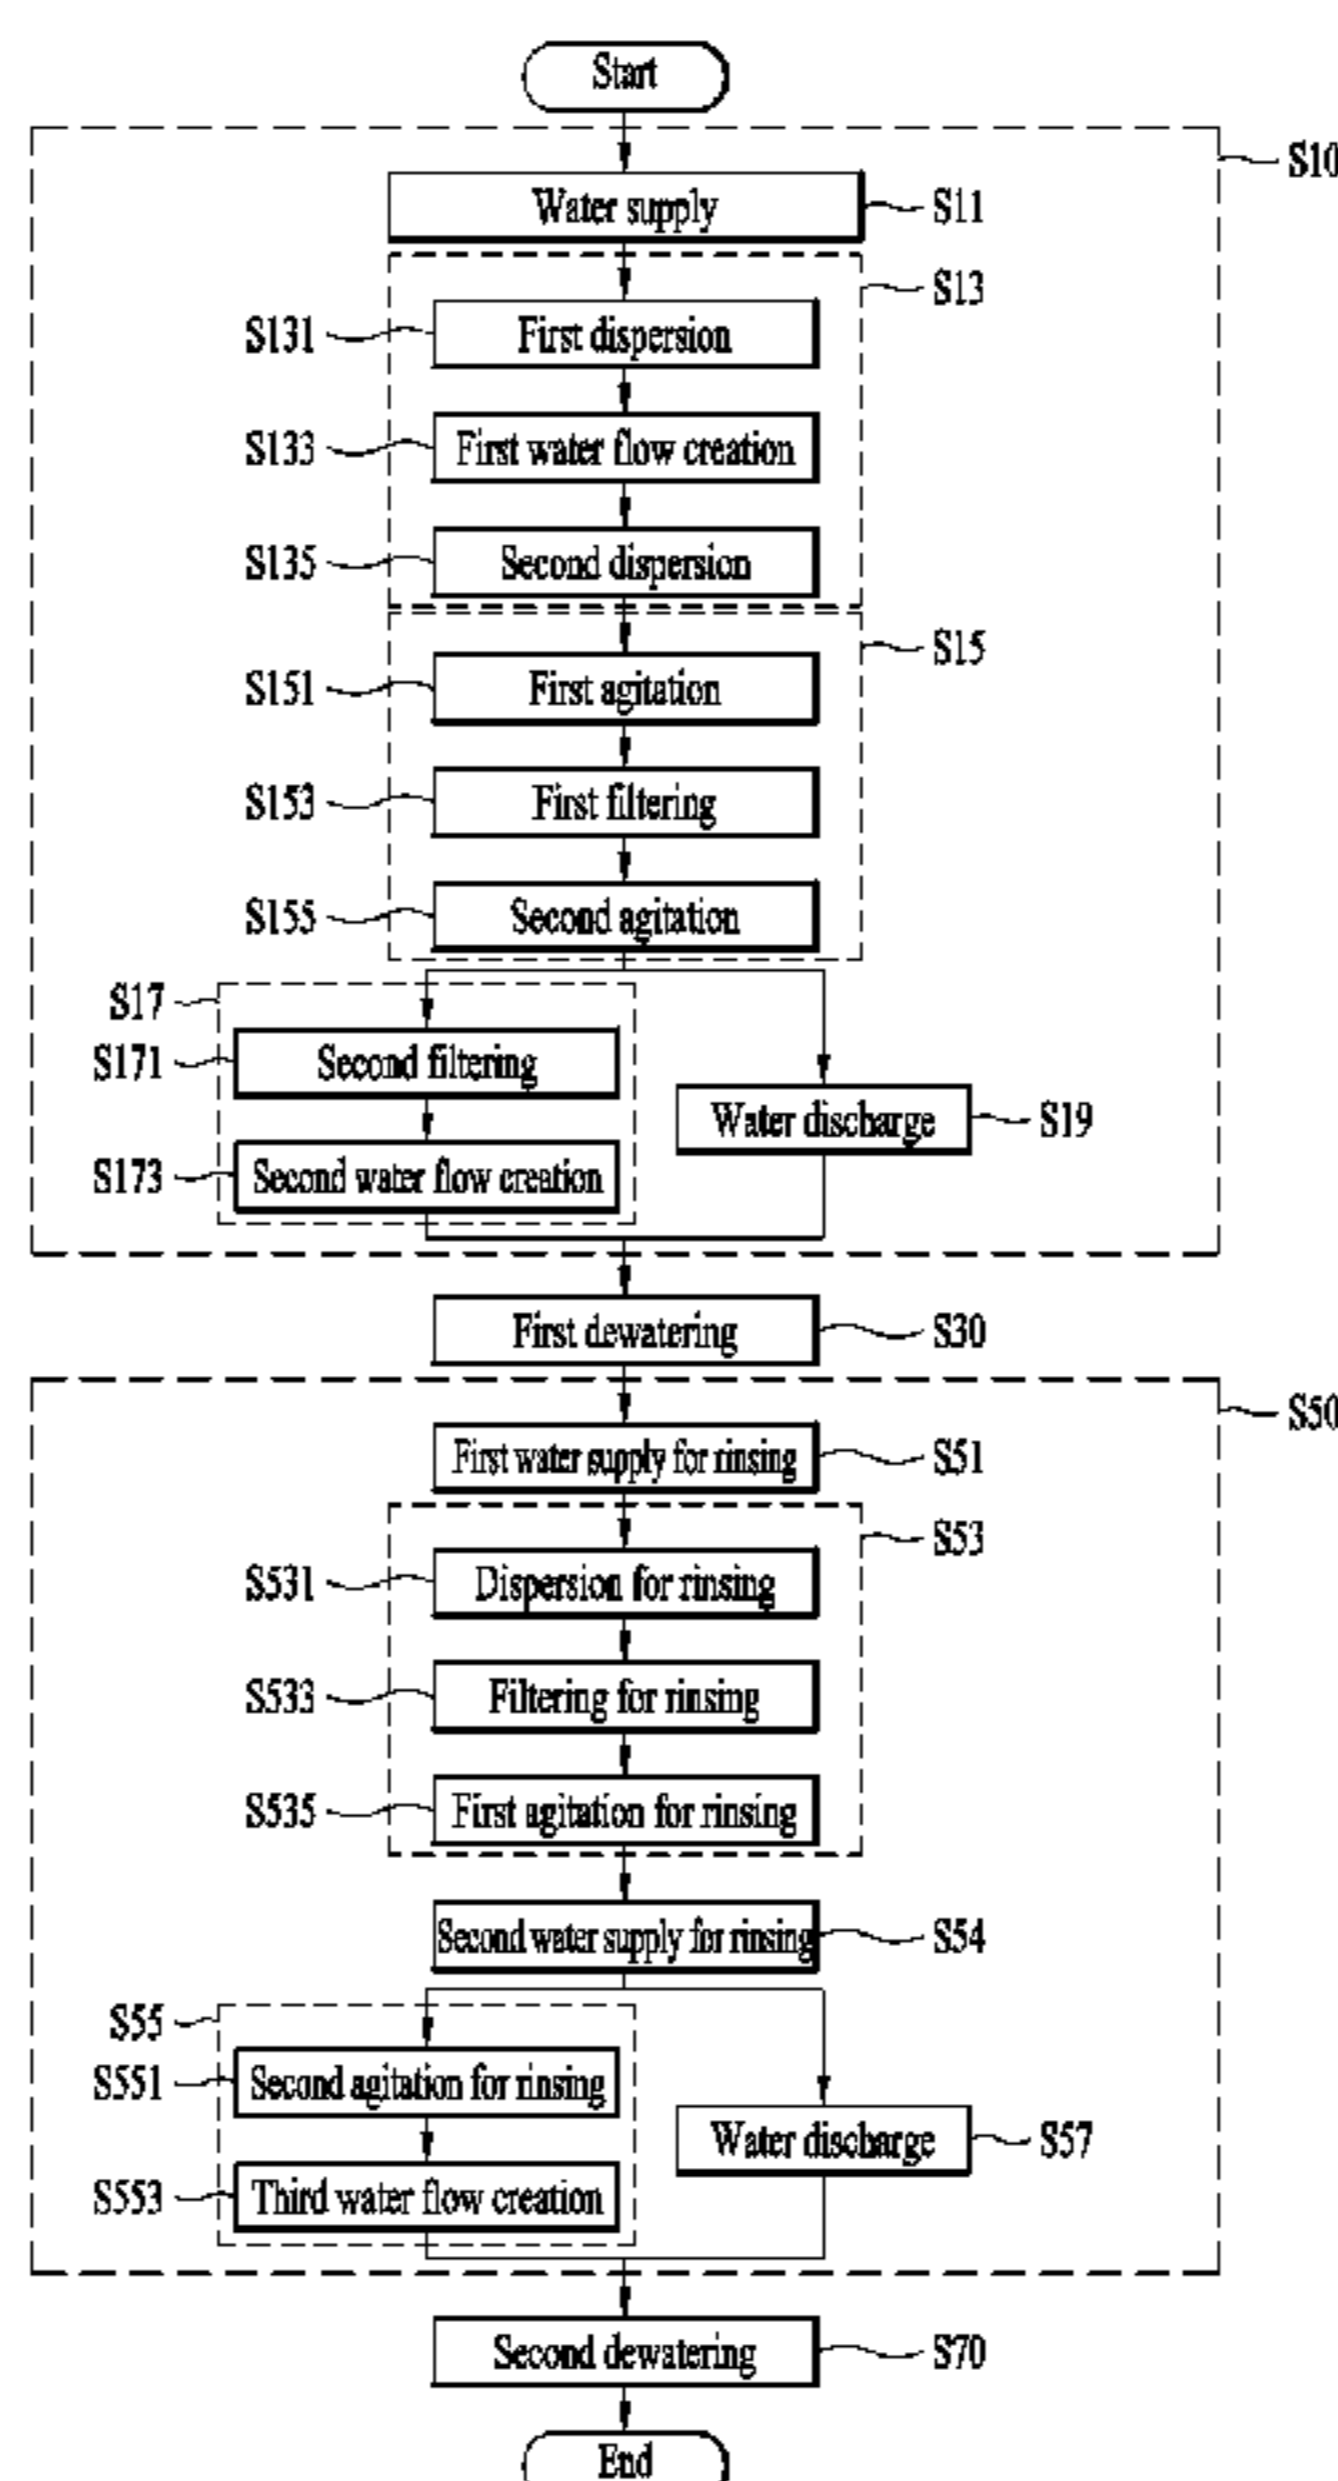 Start
S10
Water supply
S11
S13
S131
First dispersion
S133
First water flow creation
S135
Second dispersion
S15
S151
First agitation
S153
First filtering
S155
Second agitation
S17
S171
Second filtering
Water discharge
S19
S173
Second water flow creation
First dewatering
S30
S50
First water supply for rinsing
S51
S53
S531
Dispersion for rinsing
S533
Filtering for rinsing
S535
First agitation for rinsing
Second water supply for rinsing
S54
S55
S551
Second agitation for rinsing
Water discharge
S57
S553
Third water flow creation
Second dewatering
S70
End